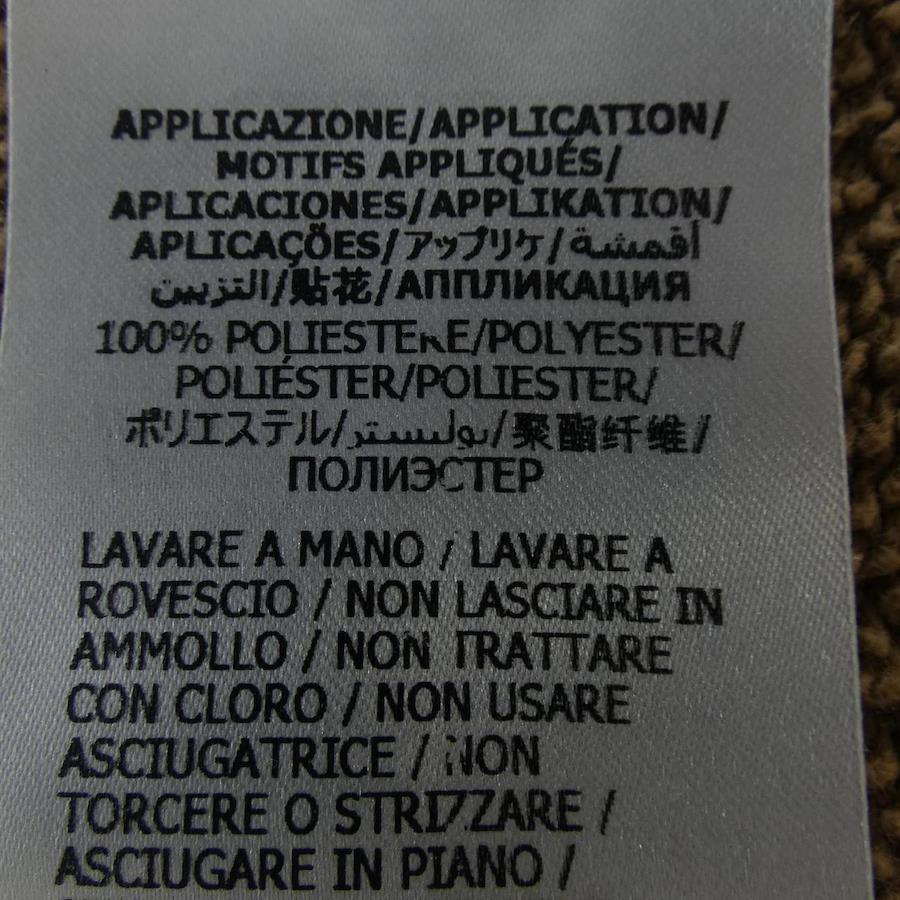 APPLICAZIONE/APPLICATION/
MOTIFS APPLIQUÉS/
APLICACIONES/APPLIKATION/
APLICAÇÕES/アップリケ/أقمشة
التزيين/贴花/АППЛИКАЦИЯ
100% POLIESTERE/POLYESTER/
POLIÉSTER/POLIESTER/
ポリエステル/بوليستر/聚酯纤维/
ПОЛИЭСТЕР
LAVARE A MANO / LAVARE A
ROVESCIO / NON LASCIARE IN
AMMOLLO / NON TRATTARE
CON CLORO / NON USARE
ASCIUGATRICE / NON
TORCERE O STRIZZARE /
ASCIUGARE IN PIANO /